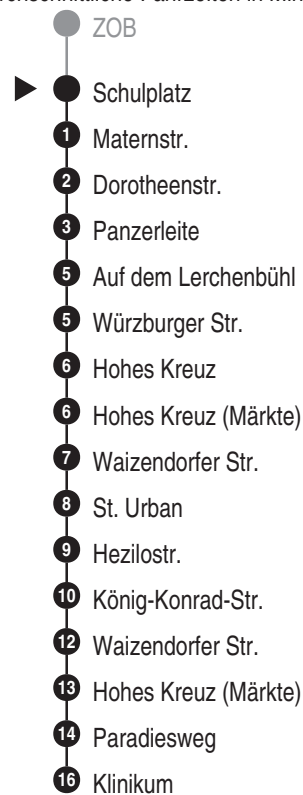 ZOB
Schulplatz
1 Maternstr.
2 Dorotheenstr.
3 Panzerleite
5 Auf dem Lerchenbühl
5 Würzburger Str.
6 Hohes Kreuz
6 Hohes Kreuz (Märkte)
7 Waizendorfer Str.
8 St. Urban
9 Hezilostr.
10 König-Konrad-Str.
12 Waizendorfer Str.
13 Hohes Kreuz (Märkte)
14 Paradiesweg
16 Klinikum